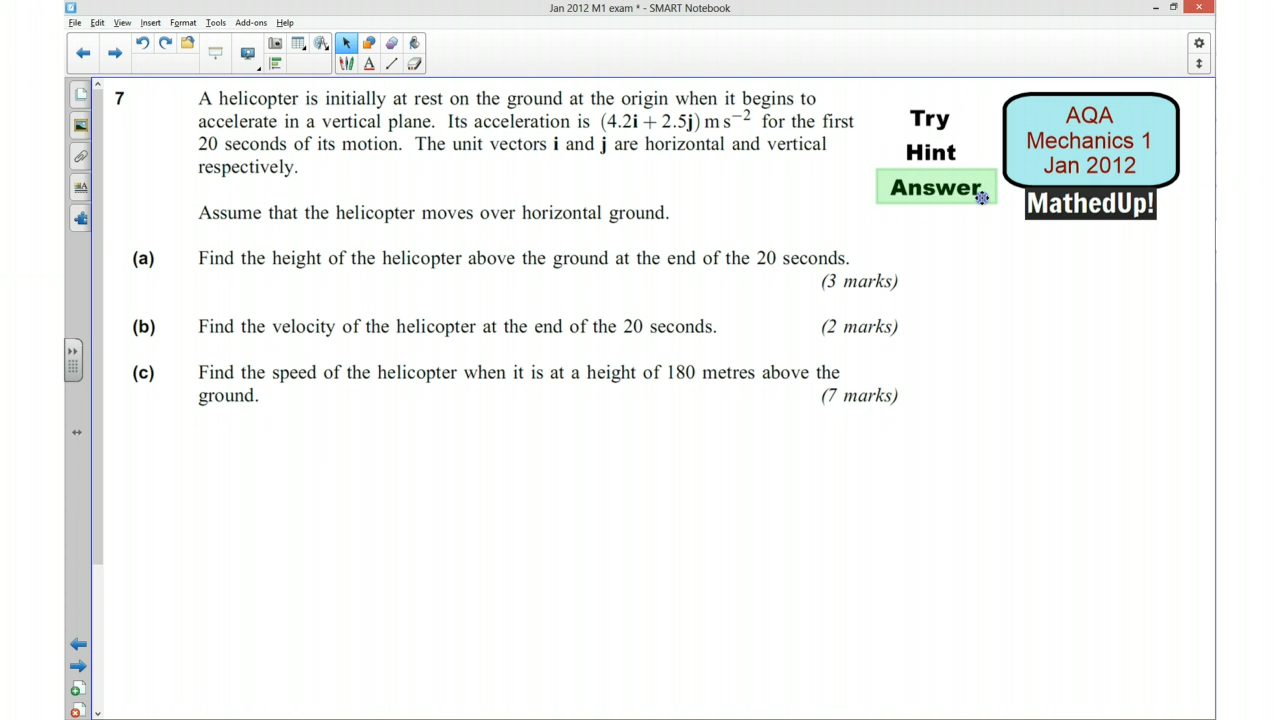 Jan 2012 M1 exam * - SMART Notebook
File Edit View Insert Format Tools Add-ons Help
7 A helicopter is initially at rest on the ground at the origin when it begins to
accelerate in a vertical plane. Its acceleration is (4.2i + 2.5j) m s⁻² for the first
20 seconds of its motion. The unit vectors i and j are horizontal and vertical
respectively.
Assume that the helicopter moves over horizontal ground.
(a) Find the height of the helicopter above the ground at the end of the 20 seconds.
(3 marks)
(b) Find the velocity of the helicopter at the end of the 20 seconds. (2 marks)
(c) Find the speed of the helicopter when it is at a height of 180 metres above the
ground. (7 marks)
Try
Hint
Answer
AQA
Mechanics 1
Jan 2012
MathedUp!